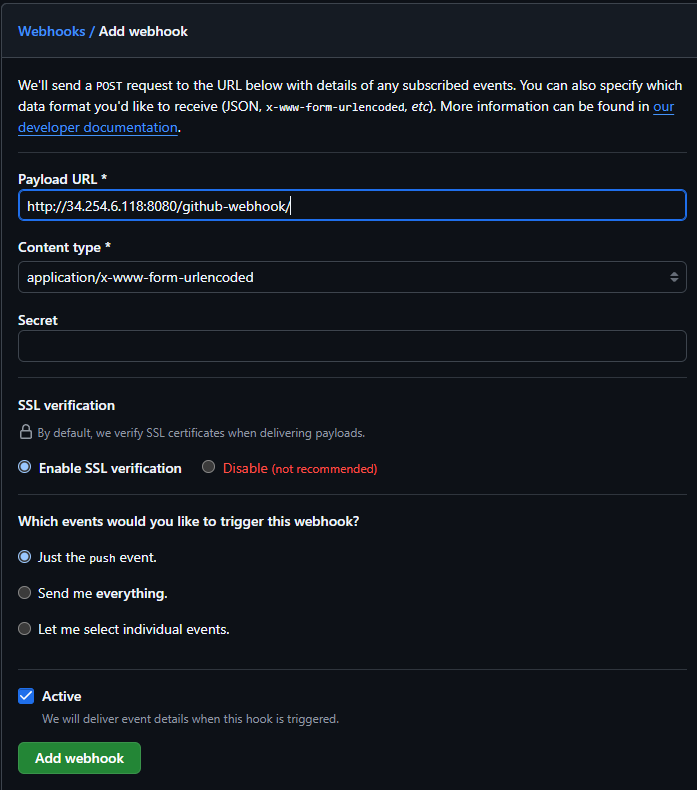 Webhooks / Add webhook
We'll send a POST request to the URL below with details of any subscribed events. You can also specify which
data format you'd like to receive (JSON, x-www-form-urlencoded, etc). More information can be found in our
developer documentation.
Payload URL *
http://34.254.6.118:8080/github-webhook/
Content type *
application/x-www-form-urlencoded
Secret
SSL verification
By default, we verify SSL certificates when delivering payloads.
Enable SSL verification Disable (not recommended)
Which events would you like to trigger this webhook?
Just the push event.
Send me everything.
Let me select individual events.
Active
We will deliver event details when this hook is triggered.
Add webhook